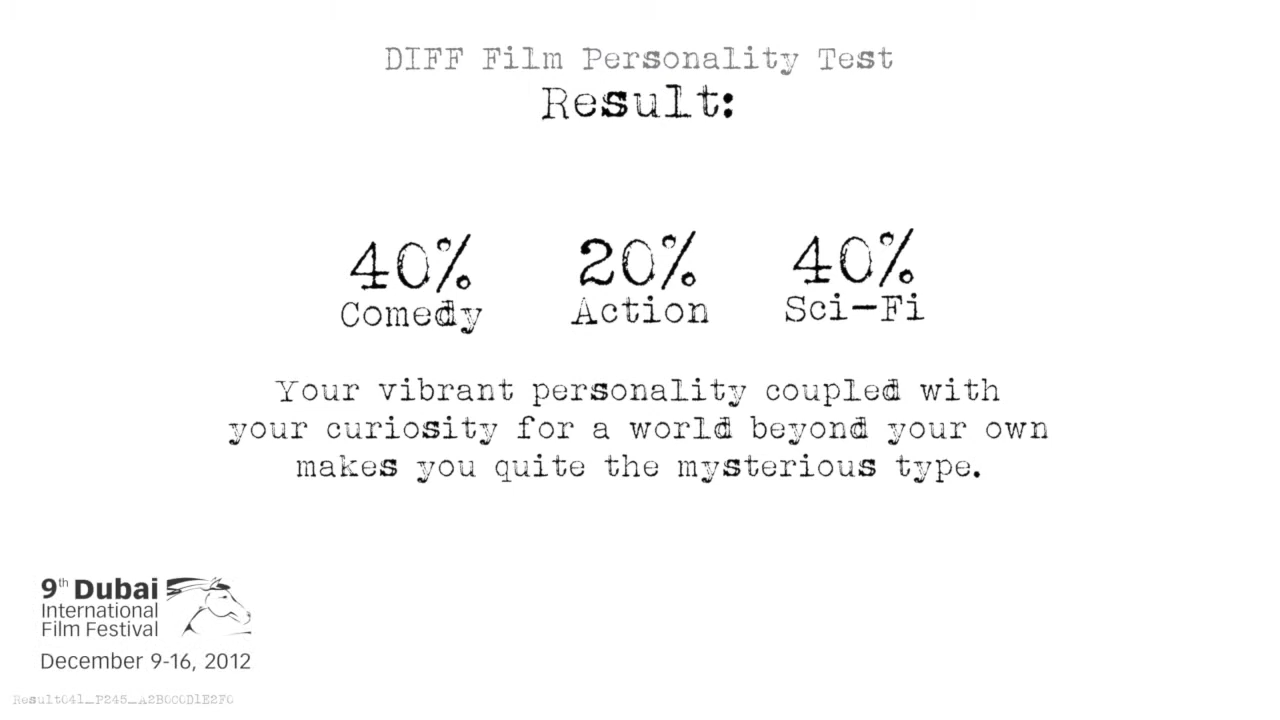 DIFF Film Personality Test
Result:
40% 20% 40%
Comedy Action Sci-Fi
Your vibrant personality coupled with
your curiosity for a world beyond your own
makes you quite the mysterious type.
9th Dubai
International
Film Festival
December 9-16, 2012
Result041_P245_A2B0C0D1E2F0